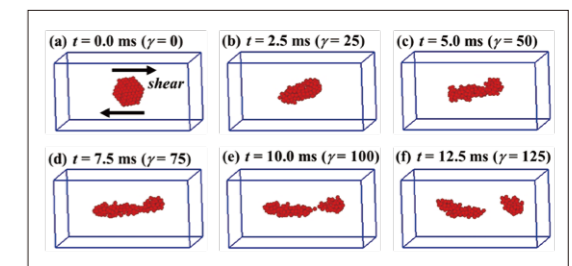 (a) t = 0.0 ms (γ = 0)
shear
(b) t = 2.5 ms (γ = 25)
(c) t = 5.0 ms (γ = 50)
(d) t = 7.5 ms (γ = 75)
(e) t = 10.0 ms (γ = 100)
(f) t = 12.5 ms (γ = 125)